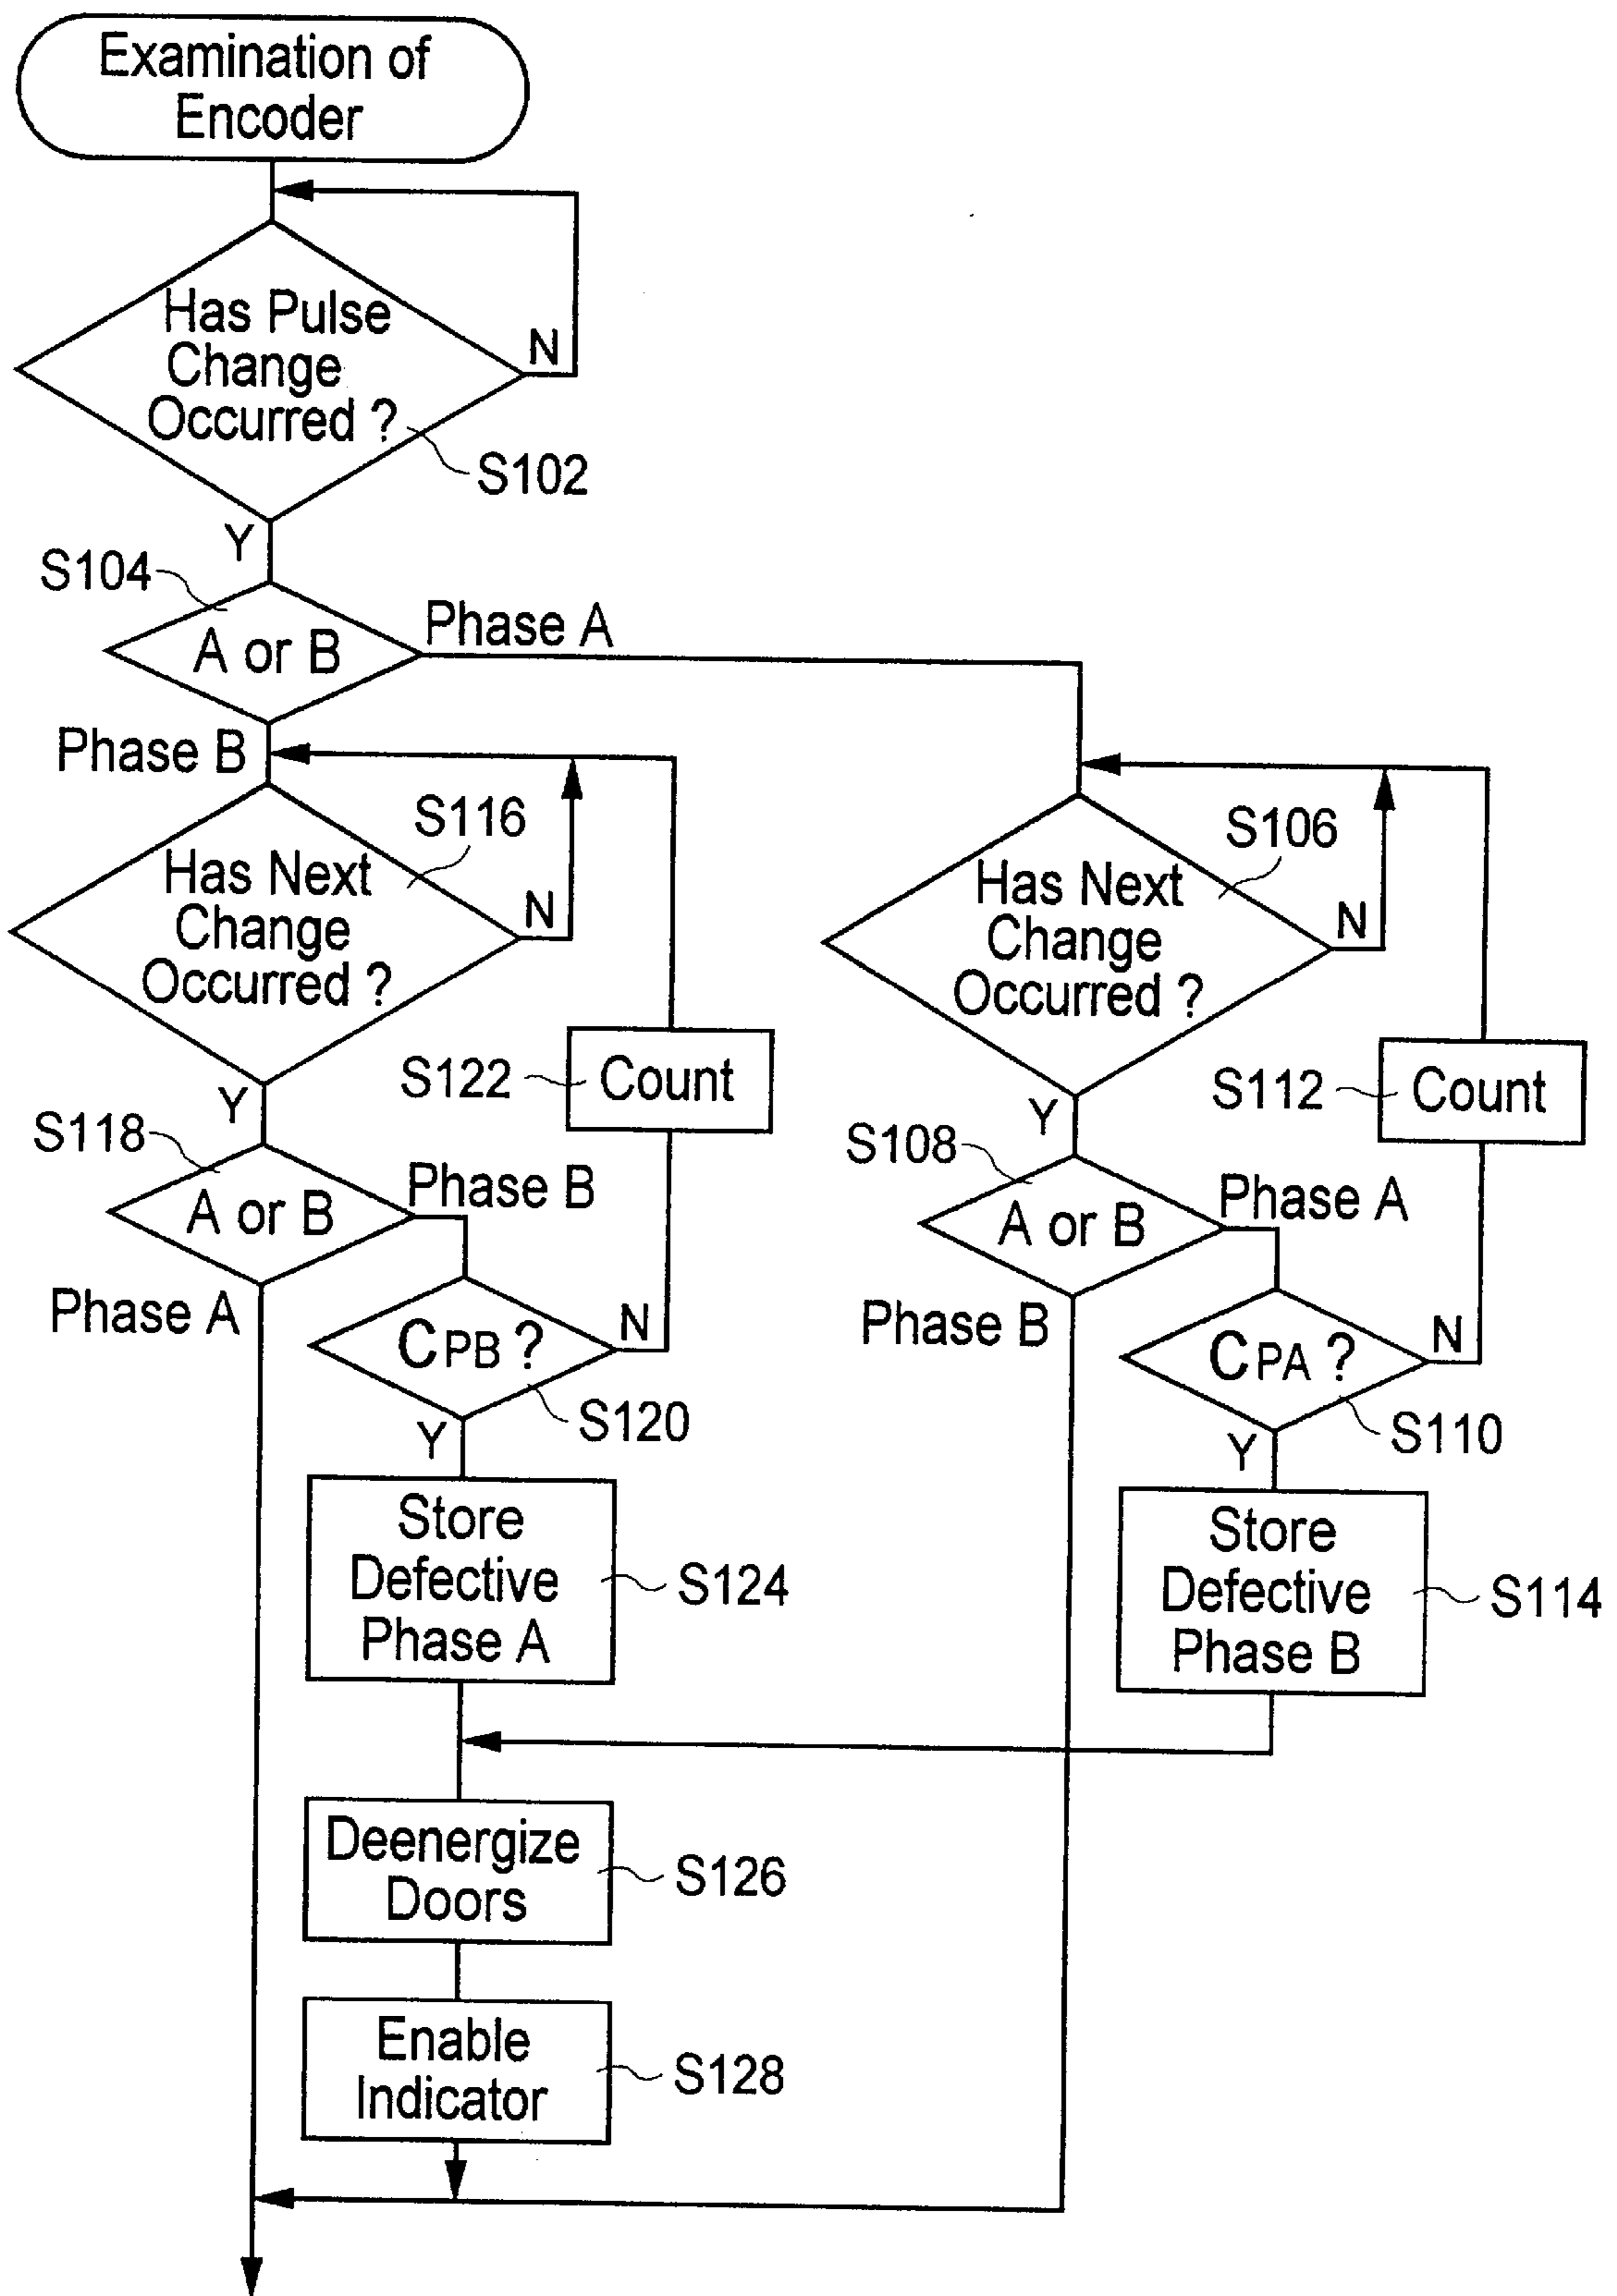 Examination of
Encoder
Has Pulse
Change
Occurred ?
N
S102
Y
S104
A or B
Phase A
Phase B
S116
Has Next
Change
Occurred ?
N
S106
Has Next
Change
Occurred ?
N
S122
Count
S112
Count
Y
S118
A or B
Phase B
Phase A
Y
S108
A or B
Phase A
Phase B
CPB ?
N
S120
Y
CPA ?
N
S110
Y
Store
Defective
Phase A
S124
Store
Defective
Phase B
S114
Deenergize
Doors
S126
Enable
Indicator
S128